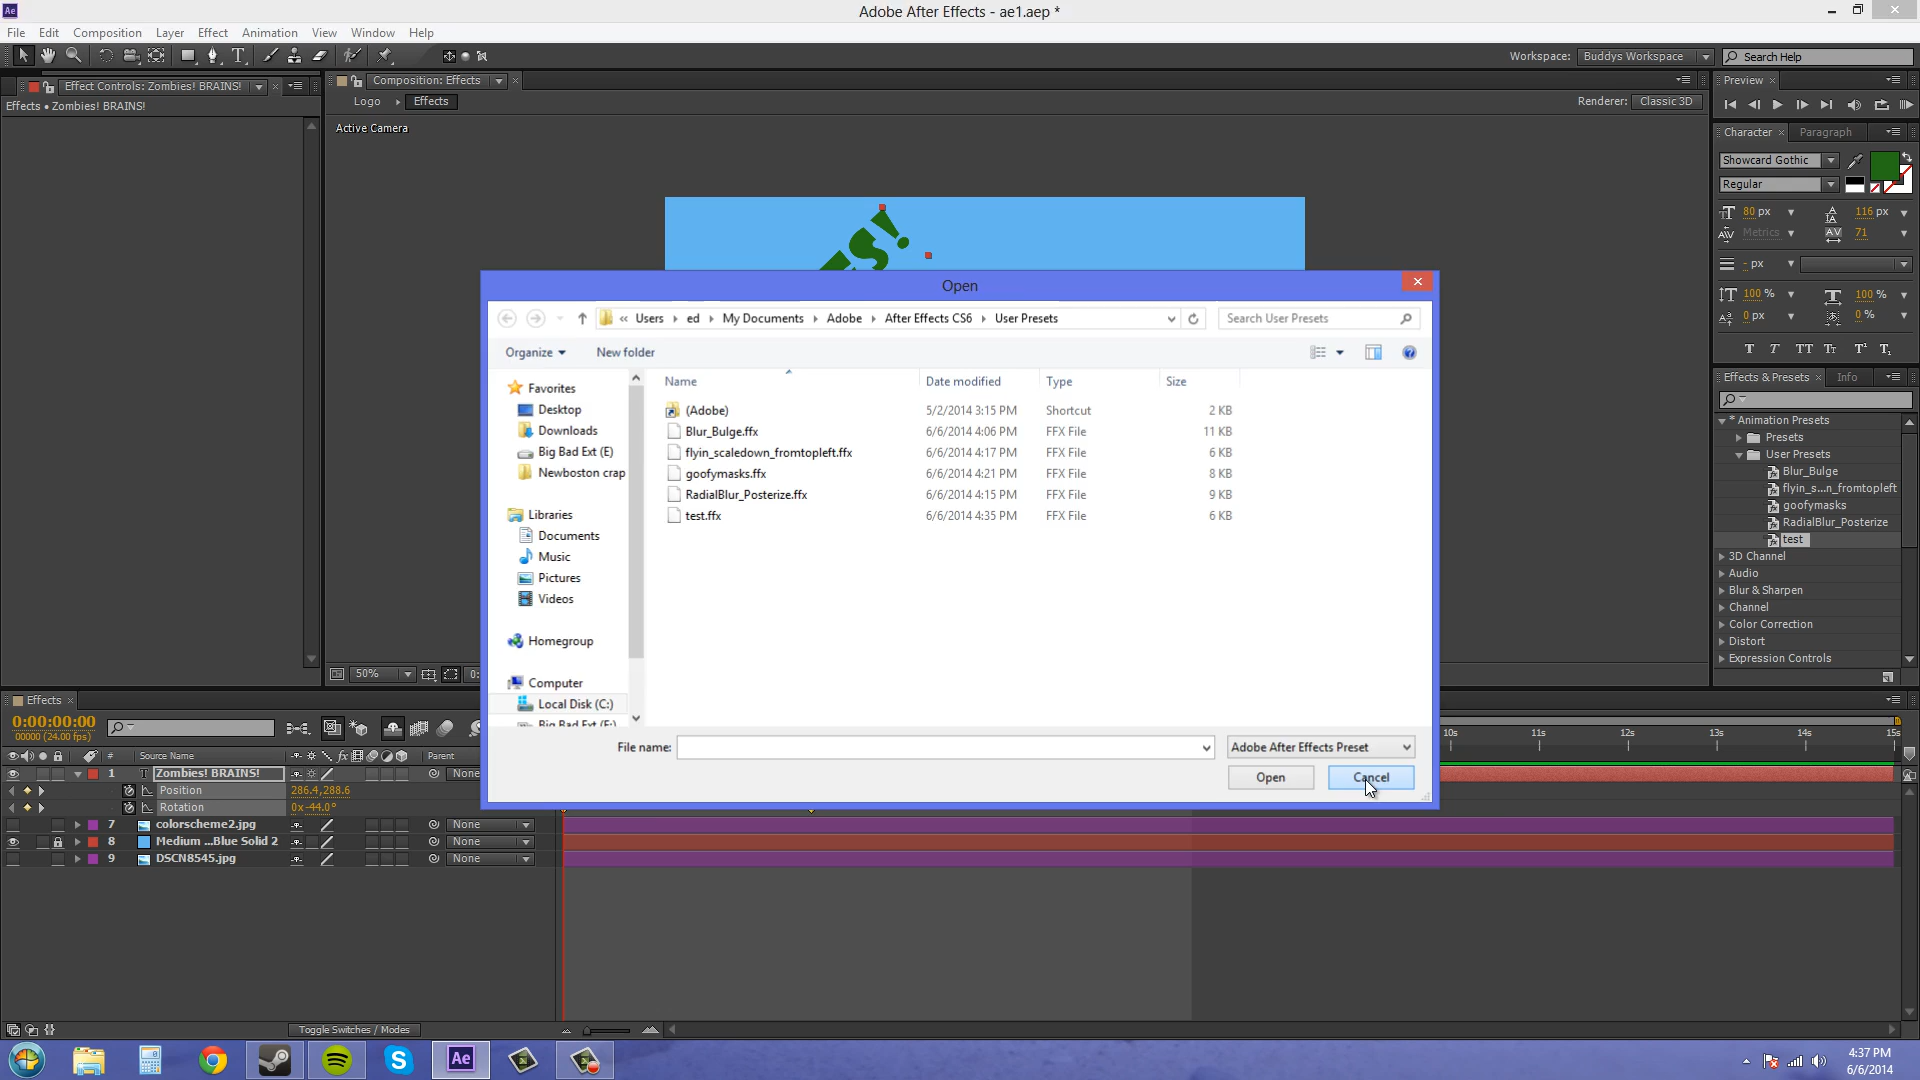 Ae
Adobe After Effects - ae1.aep *
File Edit Composition Layer Effect Animation View Window Help
Workspace: Buddys Workspace
Search Help
Effect Controls: Zombies! BRAINS!
Composition: Effects
Preview
Effects • Zombies! BRAINS!
Logo Effects
Renderer: Classic 3D
Active Camera
Character Paragraph
Showcard Gothic
Regular
80 px 116 px
Metrics 71
- px
100 % 100 %
0 px 0 %
T T TT Tt T¹ T,
Effects & Presets Info
* Animation Presets
Presets
User Presets
Blur_Bulge
flyin_s...n_fromtopleft
goofymasks
RadialBlur_Posterize
test
3D Channel
Audio
Blur & Sharpen
Channel
Color Correction
Distort
Expression Controls
S!
Open
« Users ed My Documents Adobe After Effects CS6 User Presets
Search User Presets
Organize New folder
Name Date modified Type Size
(Adobe) 5/2/2014 3:15 PM Shortcut 2 KB
Blur_Bulge.ffx 6/6/2014 4:06 PM FFX File 11 KB
flyin_scaledown_fromtopleft.ffx 6/6/2014 4:17 PM FFX File 6 KB
goofymasks.ffx 6/6/2014 4:21 PM FFX File 8 KB
RadialBlur_Posterize.ffx 6/6/2014 4:15 PM FFX File 9 KB
test.ffx 6/6/2014 4:35 PM FFX File 6 KB
Favorites
Desktop
Downloads
Big Bad Ext (E)
Newboston crap
Libraries
Documents
Music
Pictures
Videos
Homegroup
Computer
Local Disk (C:)
Big Bad Ext (E:)
File name: Adobe After Effects Preset
Open Cancel
50%
Effects
0:00:00:00
00000 (24.00 fps)
10s 11s 12s 13s 14s 15s
# Source Name Parent
1 T Zombies! BRAINS! None
Position 286.4,288.6
Rotation 0x-44.0°
7 colorscheme2.jpg None
8 Medium ...Blue Solid 2 None
9 DSCN8545.jpg None
Toggle Switches / Modes
Ae
4:37 PM
6/6/2014